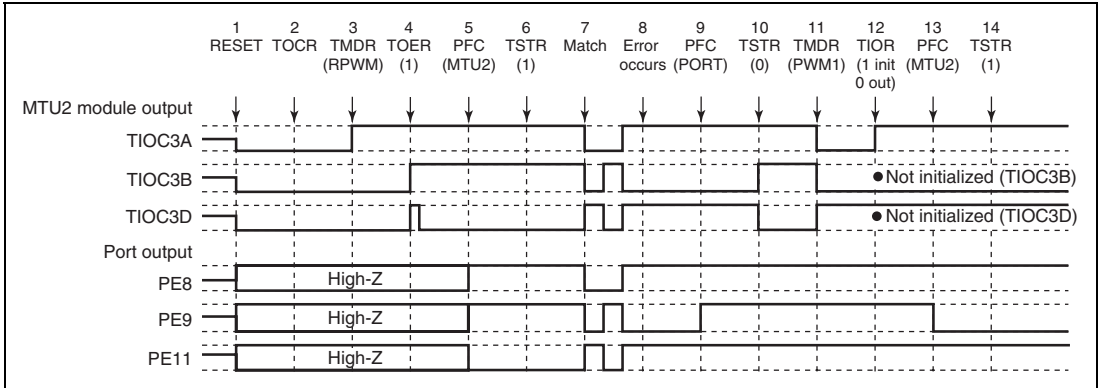 1 2 3 4 5 6 7 8 9 10 11 12 13 14
RESET TOCR TMDR TOER PFC TSTR Match Error PFC TSTR TMDR TIOR PFC TSTR
(RPWM) (1) (MTU2) (1) occurs (PORT) (0) (PWM1) (1 init (MTU2) (1)
0 out)
MTU2 module output
TIOC3A
TIOC3B ●Not initialized (TIOC3B)
TIOC3D ●Not initialized (TIOC3D)
Port output
PE8 High-Z
PE9 High-Z
PE11 High-Z